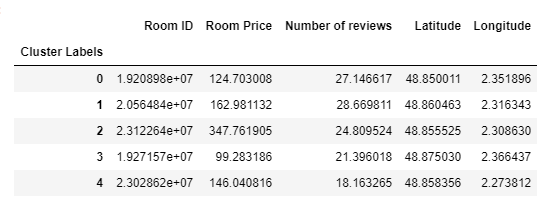 Room ID Room Price Number of reviews Latitude Longitude
Cluster Labels
0 1.920898e+07 124.703008 27.146617 48.850011 2.351896
1 2.056484e+07 162.981132 28.669811 48.860463 2.316343
2 2.312264e+07 347.761905 24.809524 48.855525 2.308630
3 1.927157e+07 99.283186 21.396018 48.875030 2.366437
4 2.302862e+07 146.040816 18.163265 48.858356 2.273812